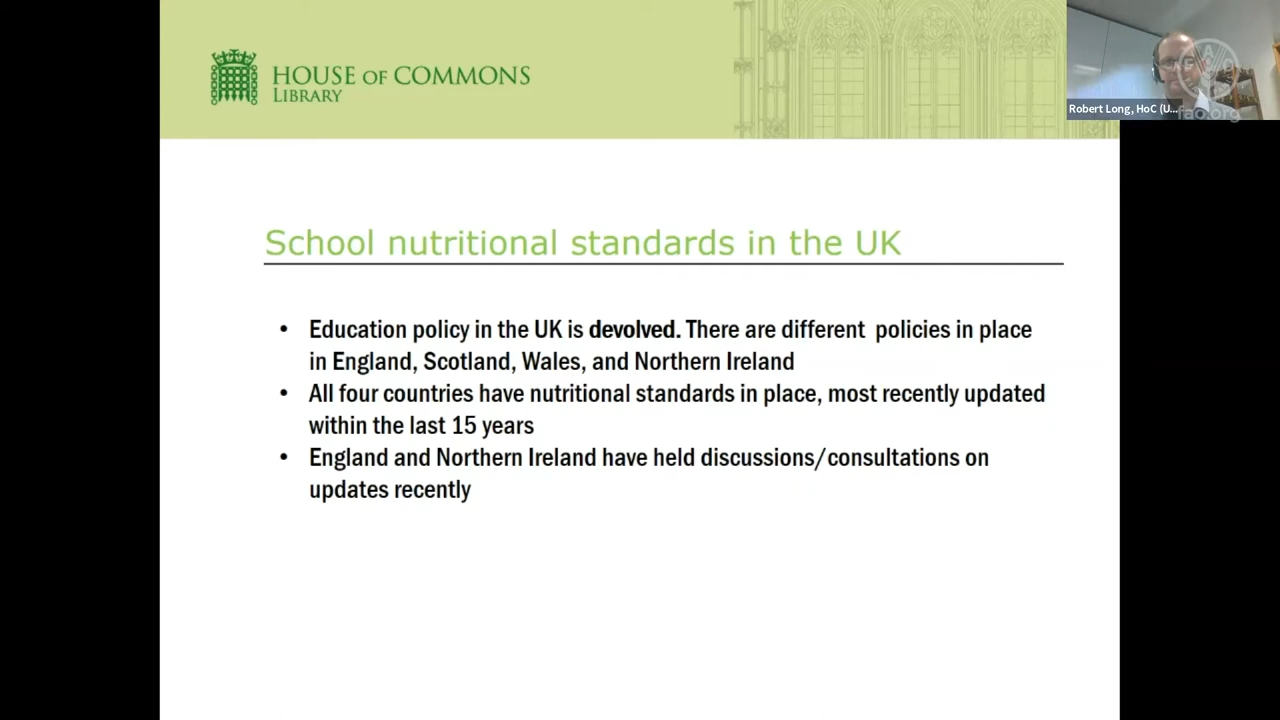 HOUSE OF COMMONS
LIBRARY
Robert Long, HoC (U...
FAO
fao.org
School nutritional standards in the UK
• Education policy in the UK is devolved. There are different policies in place
in England, Scotland, Wales, and Northern Ireland
• All four countries have nutritional standards in place, most recently updated
within the last 15 years
• England and Northern Ireland have held discussions/consultations on
updates recently